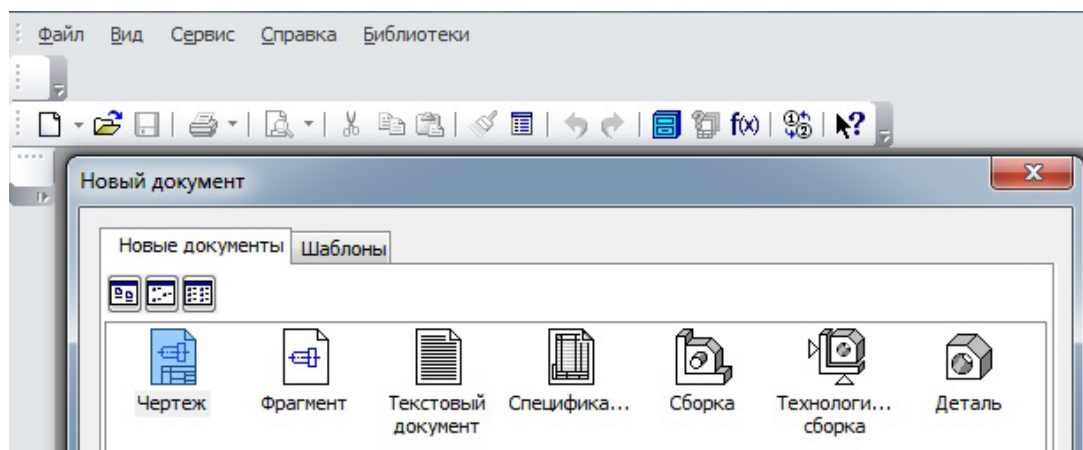 Файл Вид Сервис Справка Библиотеки
f(x) ?
Новый документ
Новые документы Шаблоны
Чертеж Фрагмент Текстовый документ Специфика... Сборка Технологи... сборка Деталь